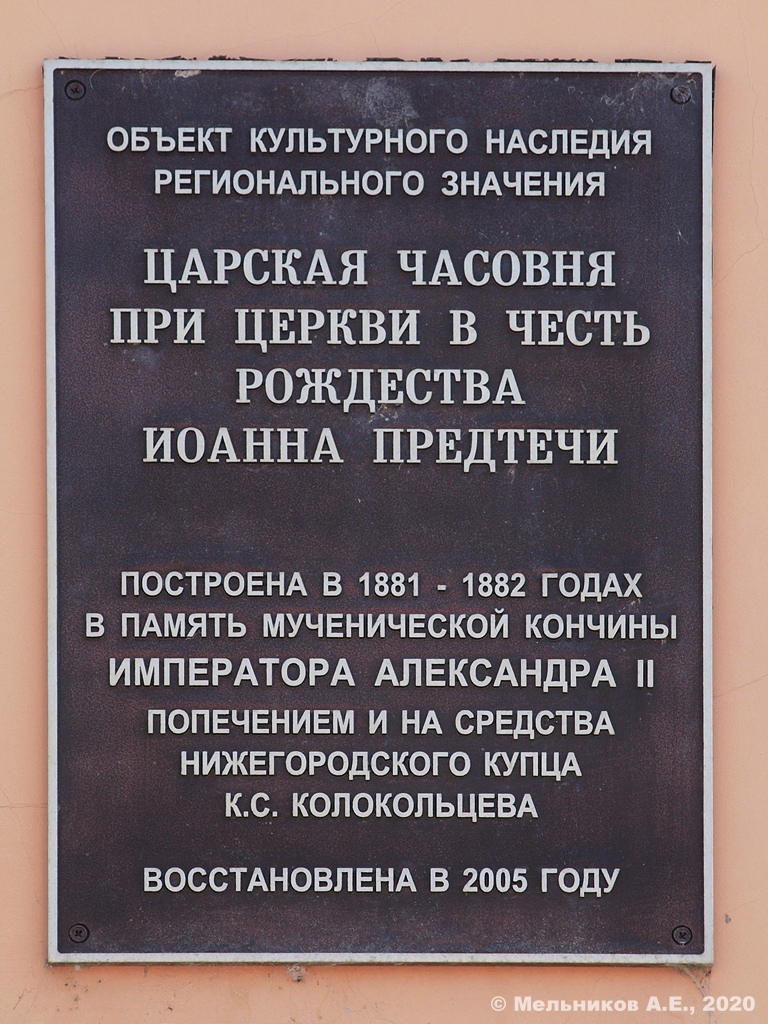 ОБЪЕКТ КУЛЬТУРНОГО НАСЛЕДИЯ
РЕГИОНАЛЬНОГО ЗНАЧЕНИЯ
ЦАРСКАЯ ЧАСОВНЯ
ПРИ ЦЕРКВИ В ЧЕСТЬ
РОЖДЕСТВА
ИОАННА ПРЕДТЕЧИ
ПОСТРОЕНА В 1881 - 1882 ГОДАХ
В ПАМЯТЬ МУЧЕНИЧЕСКОЙ КОНЧИНЫ
ИМПЕРАТОРА АЛЕКСАНДРА II
ПОПЕЧЕНИЕМ И НА СРЕДСТВА
НИЖЕГОРОДСКОГО КУПЦА
К.С. КОЛОКОЛЬЦЕВА
ВОССТАНОВЛЕНА В 2005 ГОДУ
© Мельников А.Е., 2020